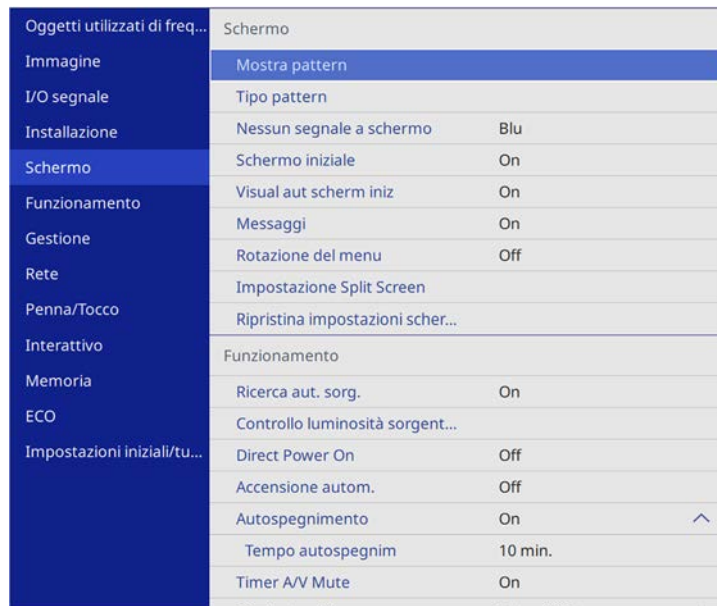 Oggetti utilizzati di freq...
Immagine
I/O segnale
Installazione
Schermo
Funzionamento
Gestione
Rete
Penna/Tocco
Interattivo
Memoria
ECO
Impostazioni iniziali/tu...
Schermo
Mostra pattern
Tipo pattern
Nessun segnale a schermo Blu
Schermo iniziale On
Visual aut scherm iniz On
Messaggi On
Rotazione del menu Off
Impostazione Split Screen
Ripristina impostazioni scher...
Funzionamento
Ricerca aut. sorg. On
Controllo luminosità sorgent...
Direct Power On Off
Accensione autom. Off
Autospegnimento On
Tempo autospegnim 10 min.
Timer A/V Mute On